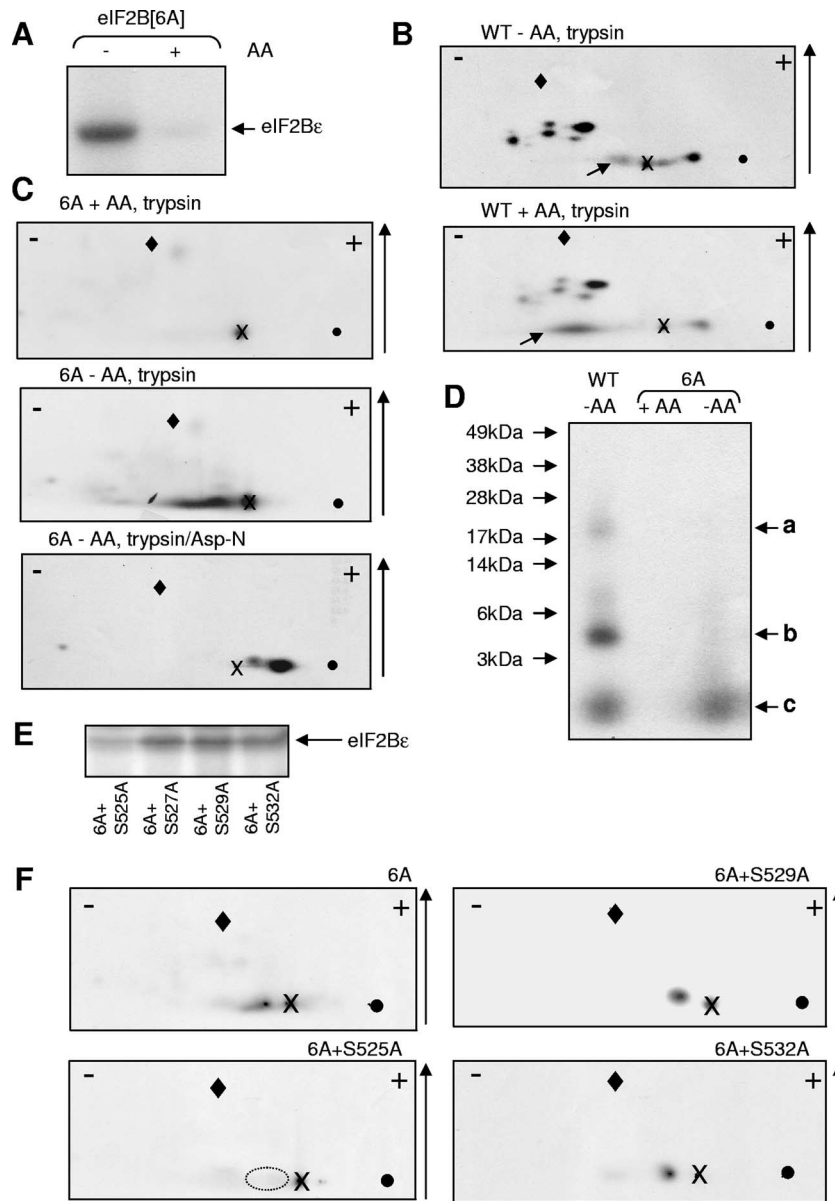 A
eIF2B[6A]
- + AA
eIF2Bε
B
WT - AA, trypsin
- +
X
WT + AA, trypsin
- +
X
C
6A + AA, trypsin
- +
X
6A - AA, trypsin
- +
X
6A - AA, trypsin/Asp-N
- +
X
D
WT 6A
-AA + AA -AA
49kDa
38kDa
28kDa
17kDa
14kDa
6kDa
3kDa
a
b
c
E
eIF2Bε
6A+
S525A
6A+
S527A
6A+
S529A
6A+
S532A
F
6A
- +
X
6A+S529A
- +
X
6A+S525A
- +
X
6A+S532A
- +
X